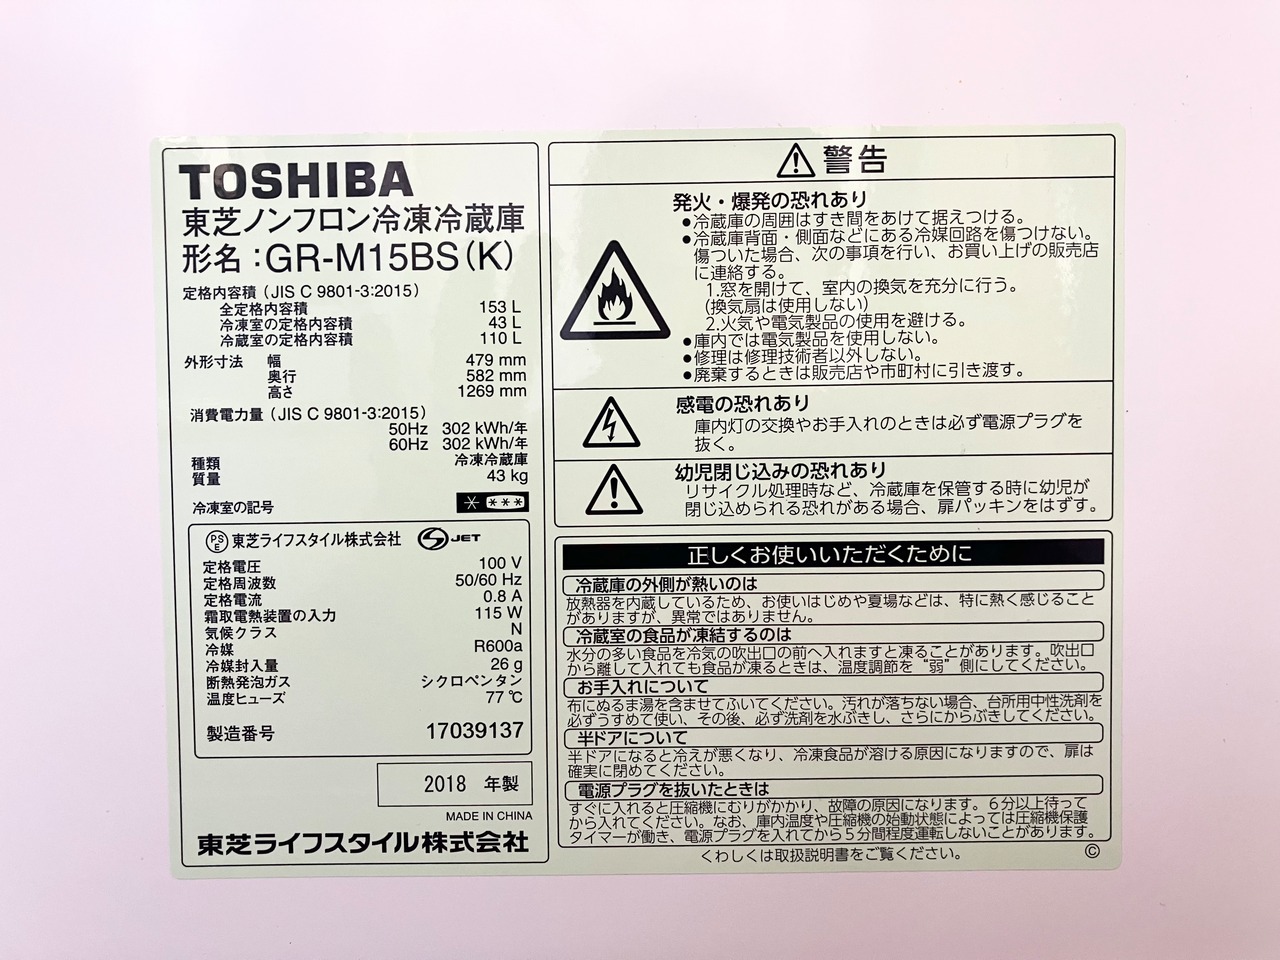 TOSHIBA
東芝ノンフロン冷凍冷蔵庫
形名：GR-M15BS(K)
定格内容積（JIS C 9801-3:2015）
全定格内容積 153 L
冷凍室の定格内容積 43 L
冷蔵室の定格内容積 110 L
外形寸法 幅 479 mm
奥行 582 mm
高さ 1269 mm
消費電力量（JIS C 9801-3:2015）
50Hz 302 kWh/年
60Hz 302 kWh/年
種類 冷凍冷蔵庫
質量 43 kg
冷凍室の記号 * ***
PSE 東芝ライフスタイル株式会社 S JET
定格電圧 100 V
定格周波数 50/60 Hz
定格電流 0.8 A
霜取電熱装置の入力 115 W
気候クラス N
冷媒 R600a
冷媒封入量 26 g
断熱発泡ガス シクロペンタン
温度ヒューズ 77 ℃
製造番号 17039137
2018 年製
MADE IN CHINA
東芝ライフスタイル株式会社
警告
発火・爆発の恐れあり
●冷蔵庫の周囲はすき間をあけて据えつける。
●冷蔵庫背面・側面などにある冷媒回路を傷つけない。
傷ついた場合、次の事項を行い、お買い上げの販売店
に連絡する。
1.窓を開けて、室内の換気を充分に行う。
(換気扇は使用しない)
2.火気や電気製品の使用を避ける。
●庫内では電気製品を使用しない。
●修理は修理技術者以外しない。
●廃棄するときは販売店や市町村に引き渡す。
感電の恐れあり
庫内灯の交換やお手入れのときは必ず電源プラグを
抜く。
幼児閉じ込みの恐れあり
リサイクル処理時など、冷蔵庫を保管する時に幼児が
閉じ込められる恐れがある場合、扉パッキンをはずす。
正しくお使いいただくために
冷蔵庫の外側が熱いのは
放熱器を内蔵しているため、お使いはじめや夏場などは、特に熱く感じること
がありますが、異常ではありません。
冷蔵室の食品が凍結するのは
水分の多い食品を冷気の吹出口の前へ入れますと凍ることがあります。吹出口
から離して入れても食品が凍るときは、温度調節を“弱”側にしてください。
お手入れについて
布にぬるま湯を含ませてふいてください。汚れが落ちない場合、台所用中性洗剤を
必ずうすめて使い、その後、必ず洗剤を水ぶきし、さらにからぶきしてください。
半ドアについて
半ドアになると冷えが悪くなり、冷凍食品が溶ける原因になりますので、扉は
確実に閉めてください。
電源プラグを抜いたときは
すぐに入れると圧縮機にむりがかかり、故障の原因になります。6分以上待って
から入れてください。なお、庫内温度や圧縮機の始動状態によっては圧縮機保護
タイマーが働き、電源プラグを入れてから5分間程度運転しないことがあります。
くわしくは取扱説明書をご覧ください。 ©